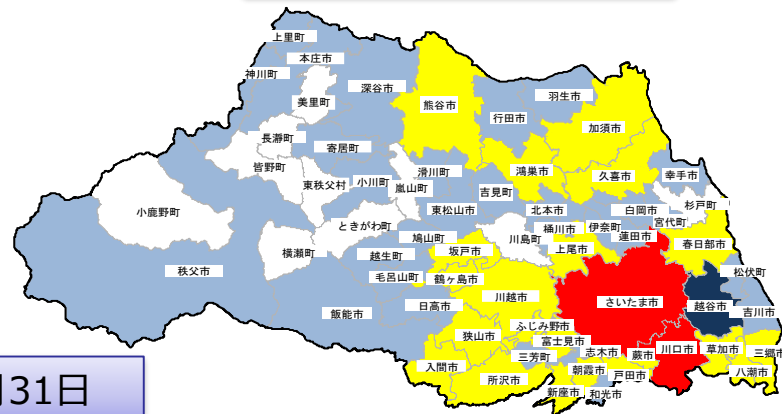 上里町
本庄市
神川町
深谷市
美里町
熊谷市
羽生市
行田市
加須市
長瀞町
寄居町
皆野町
滑川町
鴻巣市
久喜市
幸手市
東秩父村
小川町
嵐山町
吉見町
杉戸町
小鹿野町
東松山市
北本市
白岡市
宮代町
ときがわ町
桶川市
伊奈町
蓮田市
川島町
鳩山町
上尾市
春日部市
横瀬町
坂戸市
越生町
秩父市
毛呂山町
鶴ヶ島市
松伏町
川越市
さいたま市
越谷市
飯能市
日高市
吉川市
ふじみ野市
狭山市
富士見市
三芳町
志木市
蕨市
川口市
草加市
三郷市
入間市
所沢市
朝霞市
戸田市
八潮市
新座市
和光市
31日